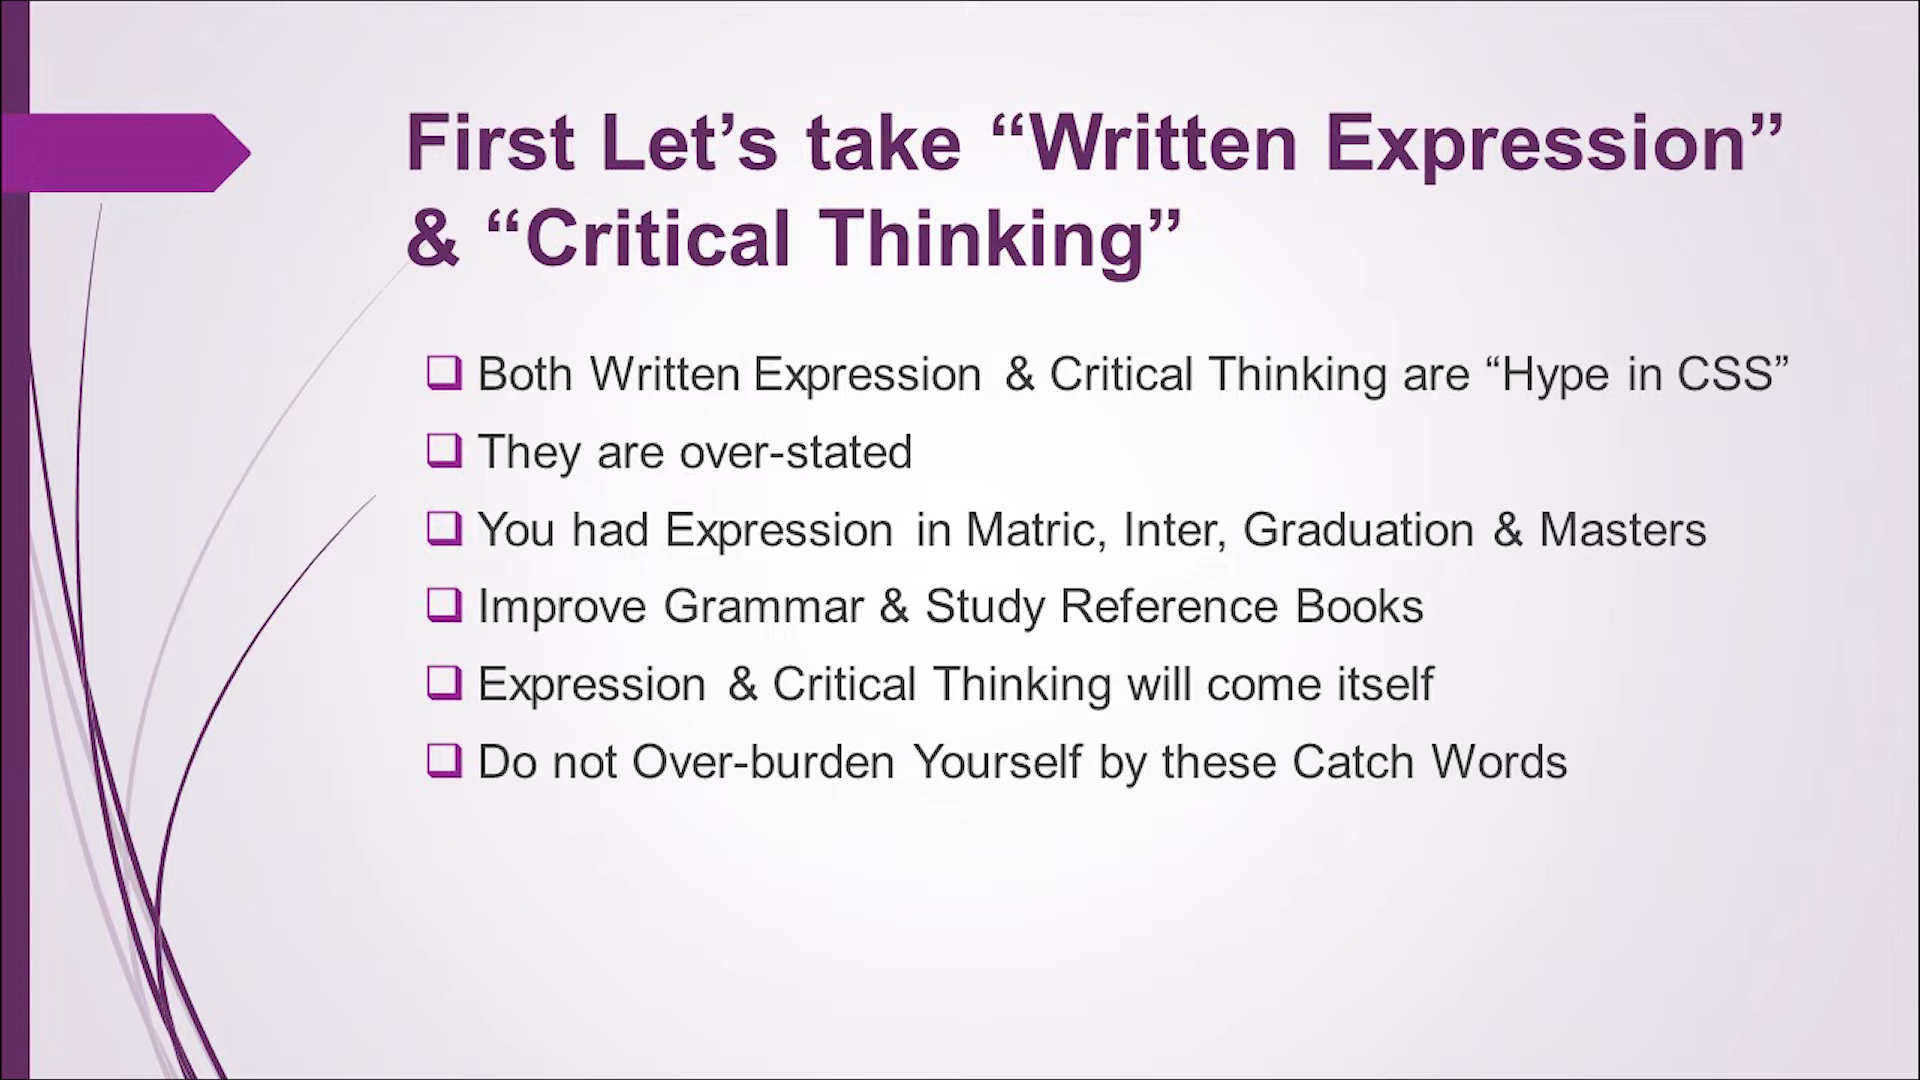 First Let’s take “Written Expression”
& “Critical Thinking”
Both Written Expression & Critical Thinking are “Hype in CSS”
They are over-stated
You had Expression in Matric, Inter, Graduation & Masters
Improve Grammar & Study Reference Books
Expression & Critical Thinking will come itself
Do not Over-burden Yourself by these Catch Words